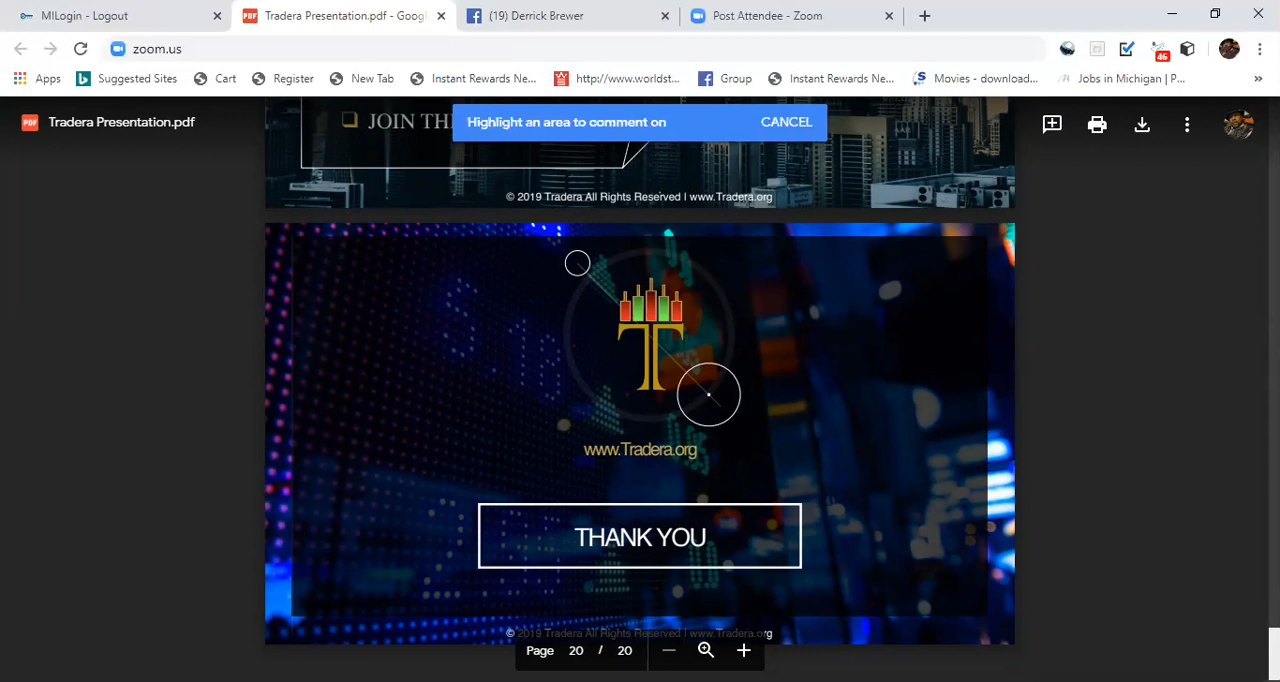 MILogin - Logout
Tradera Presentation.pdf - Googl
(19) Derrick Brewer
Post Attendee - Zoom
zoom.us
46
Apps
Suggested Sites
Cart
Register
New Tab
Instant Rewards Ne...
http://www.worldst...
Group
Instant Rewards Ne...
Movies - download...
Jobs in Michigan | P...
PDF Tradera Presentation.pdf
Highlight an area to comment on CANCEL
JOIN TH
© 2019 Tradera All Rights Reserved | www.Tradera.org
T
www.Tradera.org
THANK YOU
© 2019 Tradera All Rights Reserved | www.Tradera.org
Page 20 / 20